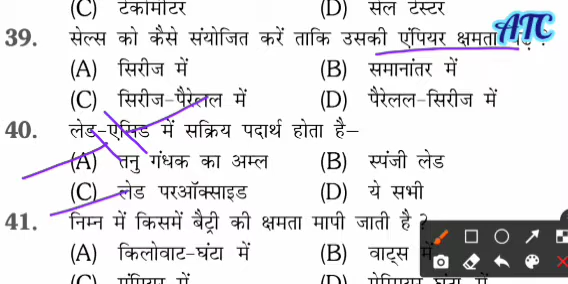 (C) टेकोमीटर (D) सेल टेस्टर
39. सेल्स को कैसे संयोजित करें ताकि उसकी एंपियर क्षमता
ATC
(A) सिरीज में (B) समानांतर में
(C) सिरीज-पैरेलल में (D) पैरेलल-सिरीज में
40. लेड-एसिड में सक्रिय पदार्थ होता है–
(A) तनु गंधक का अम्ल (B) स्पंजी लेड
(C) लेड परऑक्साइड (D) ये सभी
41. निम्न में किसमें बैट्री की क्षमता मापी जाती है ?
(A) किलोवाट-घंटा में (B) वाट्स में
(C) (D)